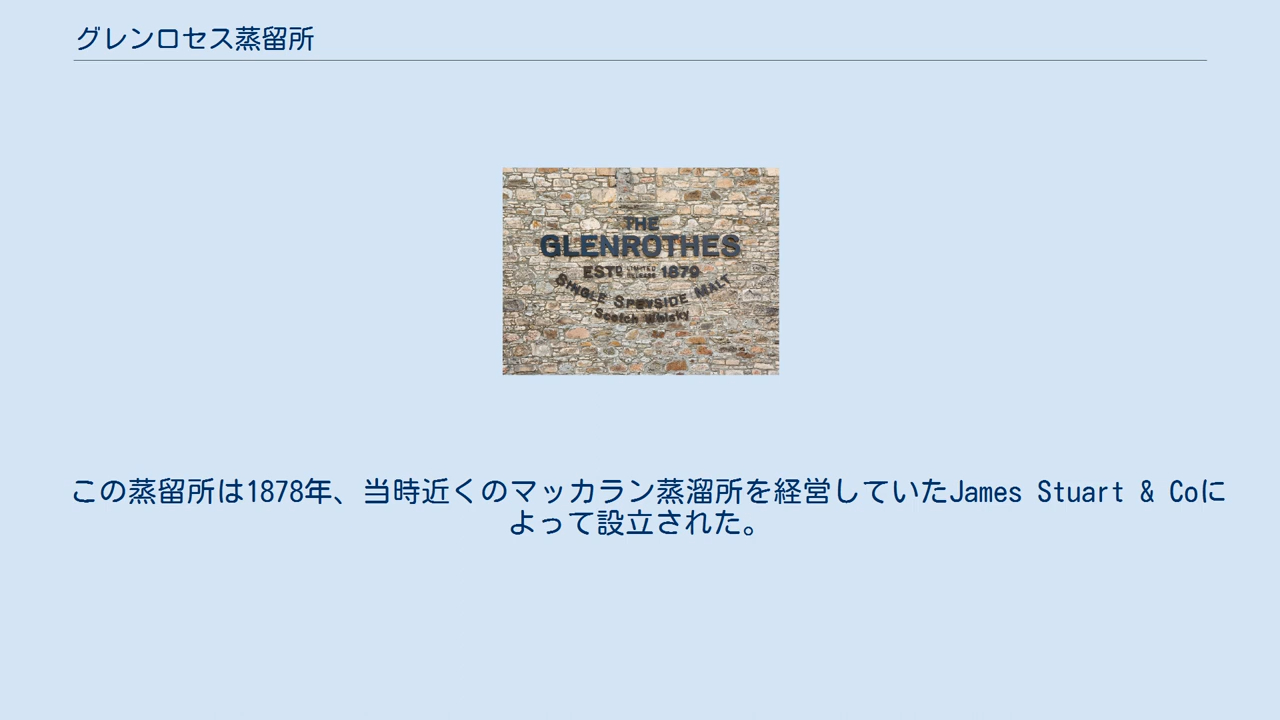 グレンロセス蒸留所
THE
GLENROTHES
ESTD LIMITED RELEASE 1879
SINGLE SPEYSIDE MALT
Scotch Whisky
この蒸留所は1878年、当時近くのマッカラン蒸溜所を経営していたJames Stuart & Coに
よって設立された。